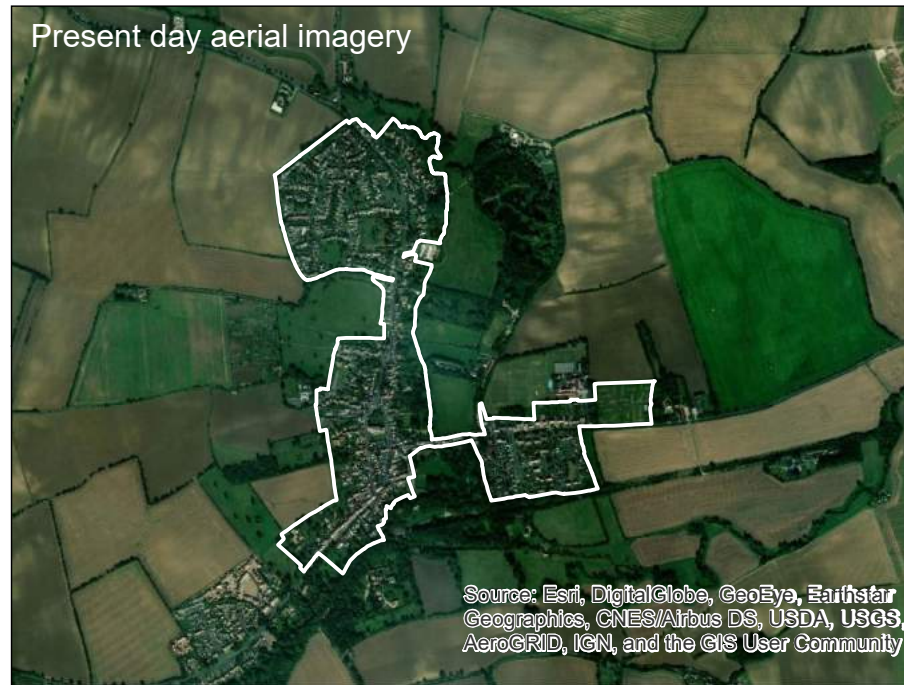 Present day aerial imagery
Source: Esri, DigitalGlobe, GeoEye, Earthstar
Geographics, CNES/Airbus DS, USDA, USGS,
AeroGRID, IGN, and the GIS User Community